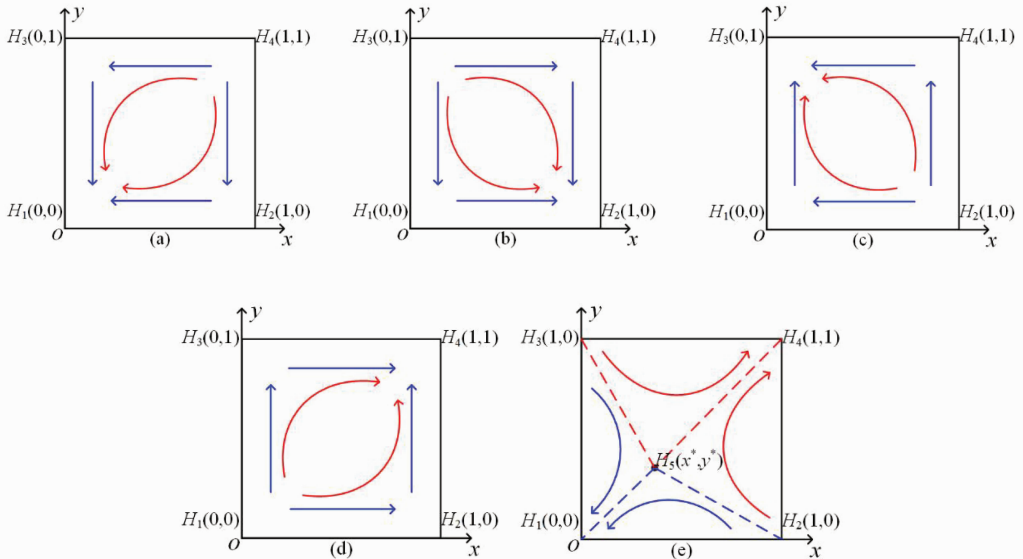 y
H₃(0,1)
H₄(1,1)
H₁(0,0)
H₂(1,0)
O
x
(a)
y
H₃(0,1)
H₄(1,1)
H₁(0,0)
H₂(1,0)
O
x
(b)
y
H₃(0,1)
H₄(1,1)
H₁(0,0)
H₂(1,0)
O
x
(c)
y
H₃(0,1)
H₄(1,1)
H₁(0,0)
H₂(1,0)
O
x
(d)
y
H₃(1,0)
H₄(1,1)
H₅(x*,y*)
H₁(0,0)
H₂(1,0)
O
x
(e)